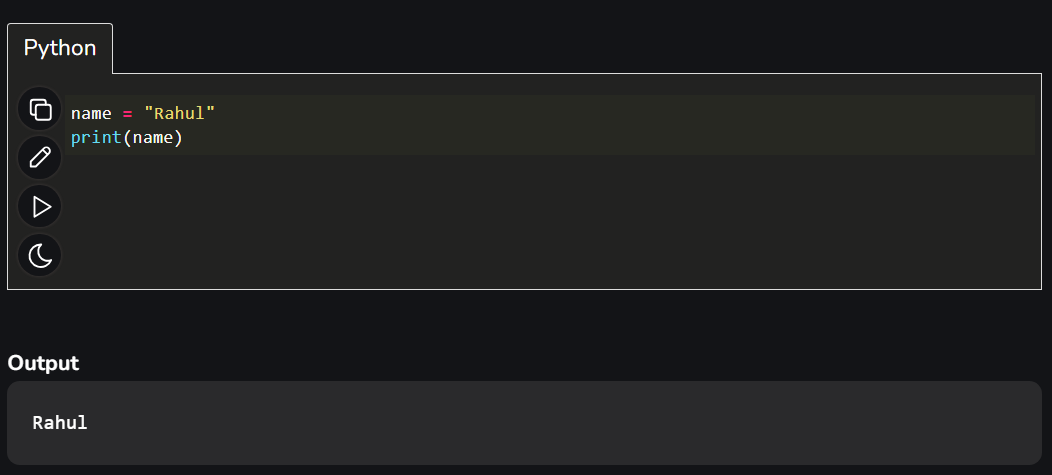 Python
name = "Rahul"
print(name)
Output
Rahul